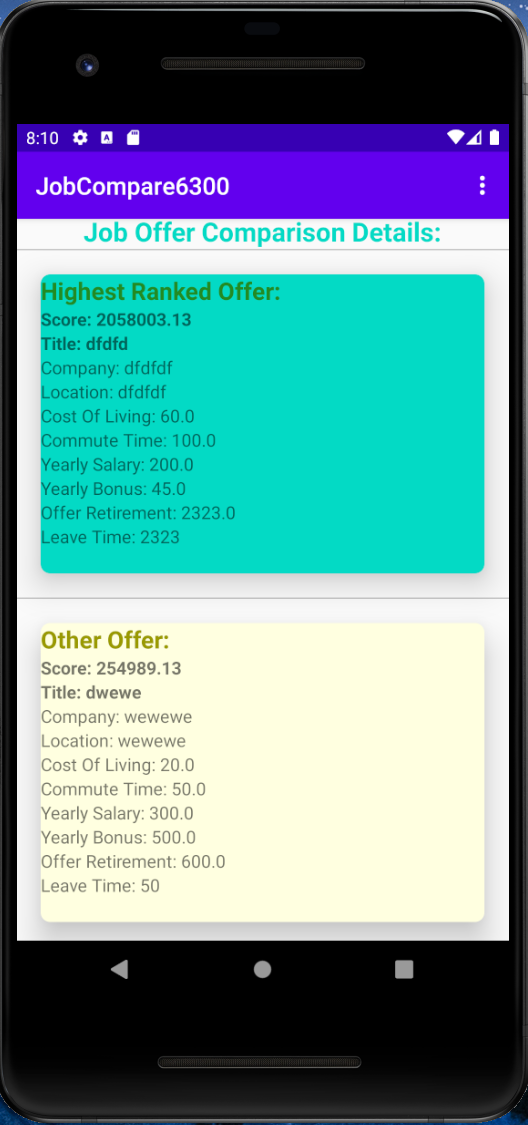 8:10
JobCompare6300
Job Offer Comparison Details:
Highest Ranked Offer:
Score: 2058003.13
Title: dfdfd
Company: dfdfdf
Location: dfdfdf
Cost Of Living: 60.0
Commute Time: 100.0
Yearly Salary: 200.0
Yearly Bonus: 45.0
Offer Retirement: 2323.0
Leave Time: 2323
Other Offer:
Score: 254989.13
Title: dwewe
Company: wewewe
Location: wewewe
Cost Of Living: 20.0
Commute Time: 50.0
Yearly Salary: 300.0
Yearly Bonus: 500.0
Offer Retirement: 600.0
Leave Time: 50